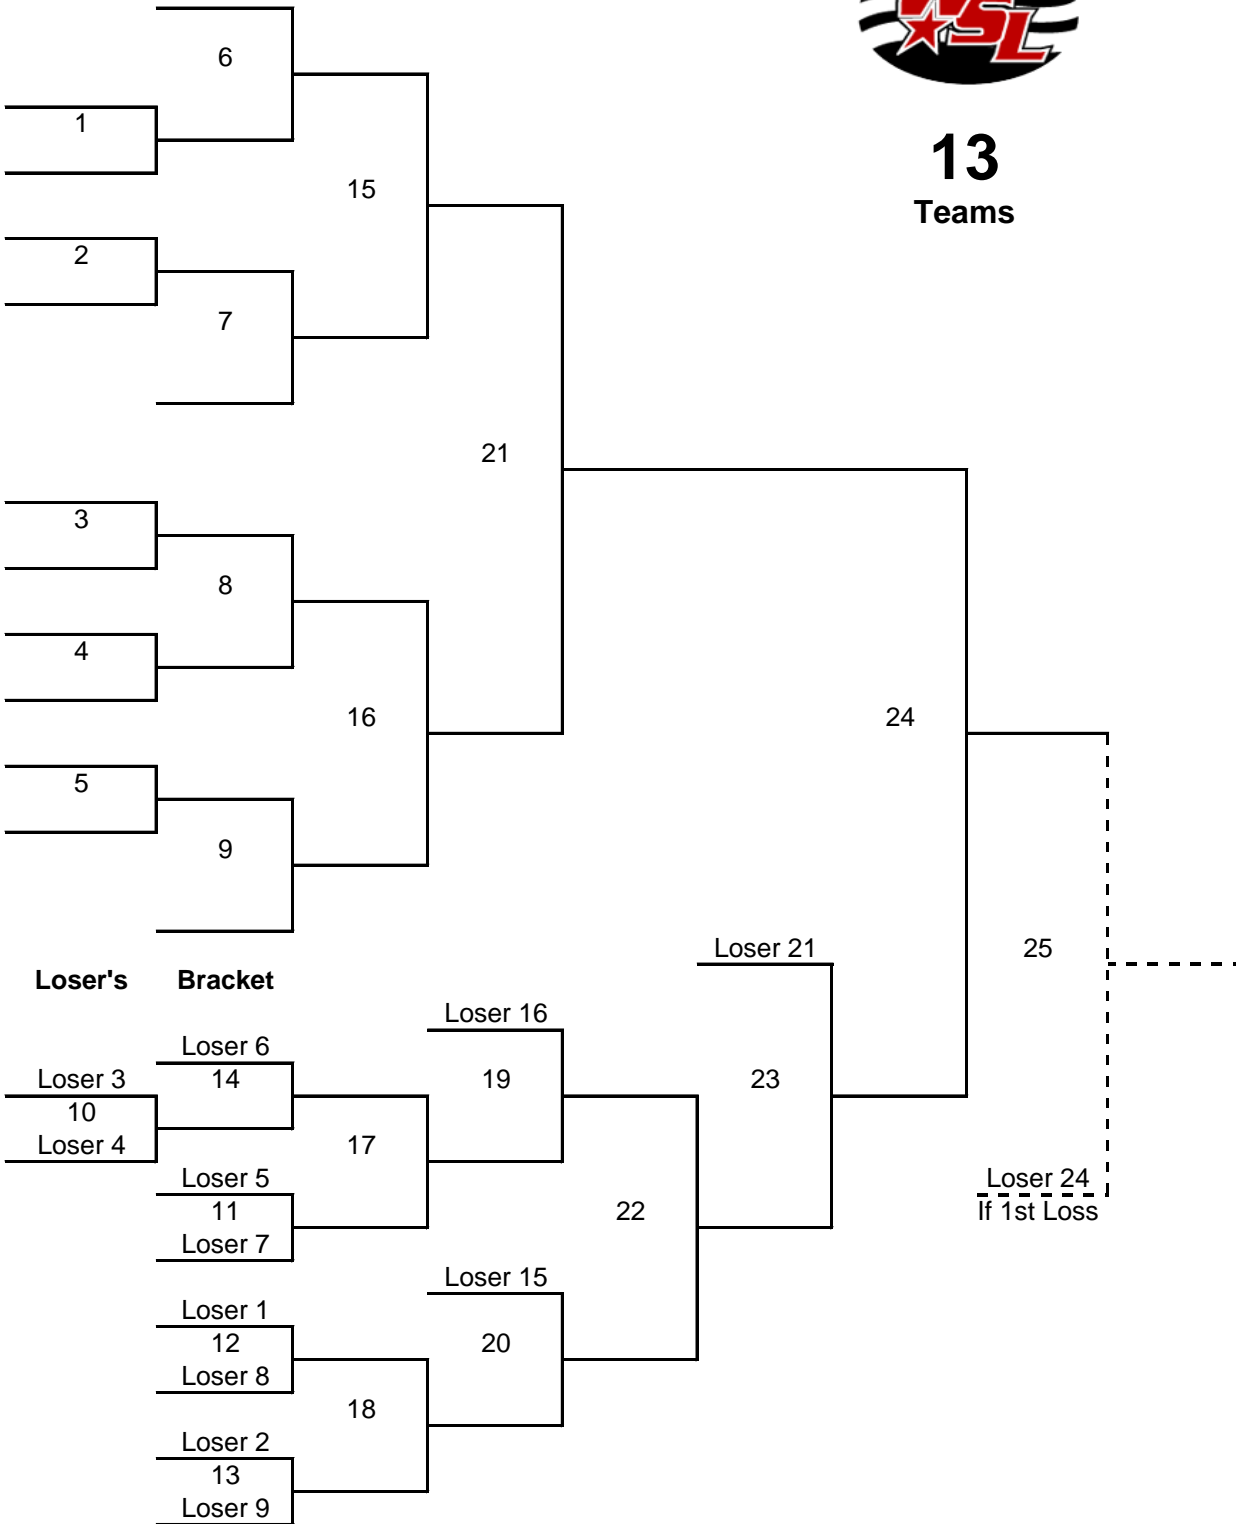 WSL
13
Teams
6
1
15
2
7
21
3
8
4
16
24
5
9
Loser 21
25
Loser's Bracket
Loser 16
Loser 6
Loser 3
14
19
23
10
Loser 4
17
Loser 5
Loser 24
11
22
If 1st Loss
Loser 7
Loser 15
Loser 1
12
20
Loser 8
18
Loser 2
13
Loser 9